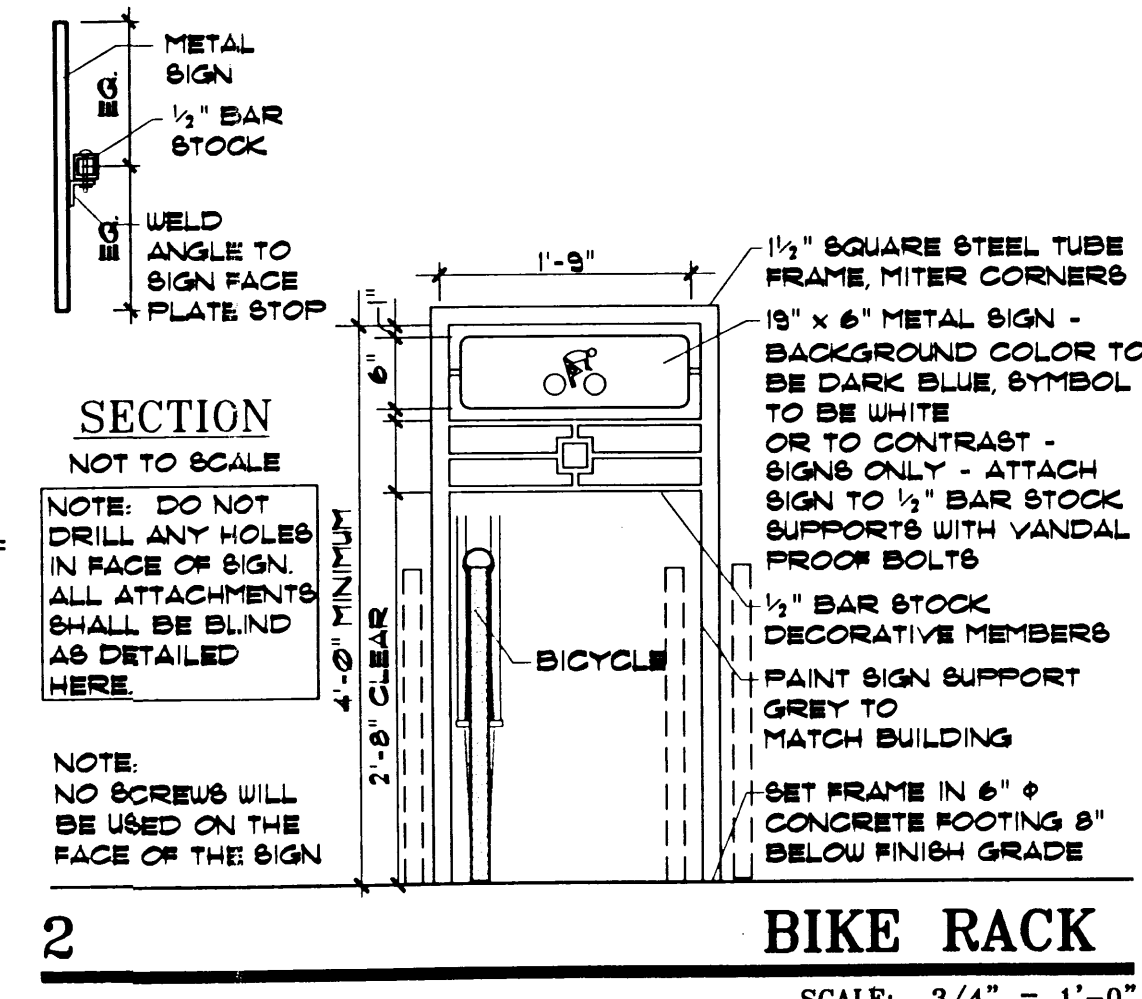 METAL
SIGN
½" BAR
STOCK
WELD
ANGLE TO
SIGN FACE
PLATE STOP
EQ.
EQ.
SECTION
NOT TO SCALE
NOTE: DO NOT
DRILL ANY HOLES
IN FACE OF SIGN.
ALL ATTACHMENTS
SHALL BE BLIND
AS DETAILED
HERE.
NOTE:
NO SCREWS WILL
BE USED ON THE
FACE OF THE SIGN
1'-9"
1"
6"
4'-0" MINIMUM
2'-8" CLEAR
BICYCLE
1½" SQUARE STEEL TUBE
FRAME, MITER CORNERS
19" x 6" METAL SIGN -
BACKGROUND COLOR TO
BE DARK BLUE, SYMBOL
TO BE WHITE
OR TO CONTRAST -
SIGNS ONLY - ATTACH
SIGN TO ½" BAR STOCK
SUPPORTS WITH VANDAL
PROOF BOLTS
½" BAR STOCK
DECORATIVE MEMBERS
PAINT SIGN SUPPORT
GREY TO
MATCH BUILDING
SET FRAME IN 6" φ
CONCRETE FOOTING 8"
BELOW FINISH GRADE
2
BIKE RACK
SCALE: 3/4" = 1'-0"